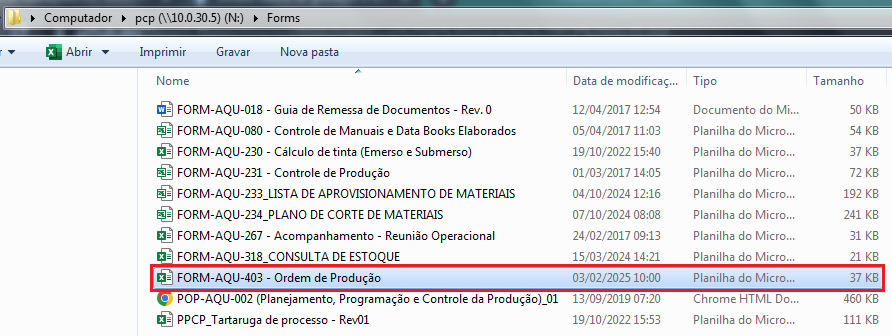 Computador pcp (\\10.0.30.5) (N:) Forms
Abrir Imprimir Gravar Nova pasta
Nome Data de modificaç... Tipo Tamanho
FORM-AQU-018 - Guia de Remessa de Documentos - Rev. 0 12/04/2017 12:54 Documento do Mi... 50 KB
FORM-AQU-080 - Controle de Manuais e Data Books Elaborados 05/04/2017 11:03 Planilha do Micro... 54 KB
FORM-AQU-230 - Cálculo de tinta (Emerso e Submerso) 19/10/2022 15:40 Planilha do Micro... 37 KB
FORM-AQU-231 - Controle de Produção 01/03/2017 14:05 Planilha do Micro... 72 KB
FORM-AQU-233_LISTA DE APROVISIONAMENTO DE MATERIAIS 04/10/2024 12:16 Planilha do Micro... 192 KB
FORM-AQU-234_PLANO DE CORTE DE MATERIAIS 07/10/2024 08:08 Planilha do Micro... 241 KB
FORM-AQU-267 - Acompanhamento - Reunião Operacional 24/02/2017 09:13 Planilha do Micro... 31 KB
FORM-AQU-318_CONSULTA DE ESTOQUE 15/03/2024 14:21 Planilha do Micro... 21 KB
FORM-AQU-403 - Ordem de Produção 03/02/2025 10:00 Planilha do Micro... 37 KB
POP-AQU-002 (Planejamento, Programação e Controle da Produção)_01 13/09/2019 07:20 Chrome HTML Do... 460 KB
PPCP_Tartaruga de processo - Rev01 19/10/2022 15:23 Planilha do Micro... 111 KB